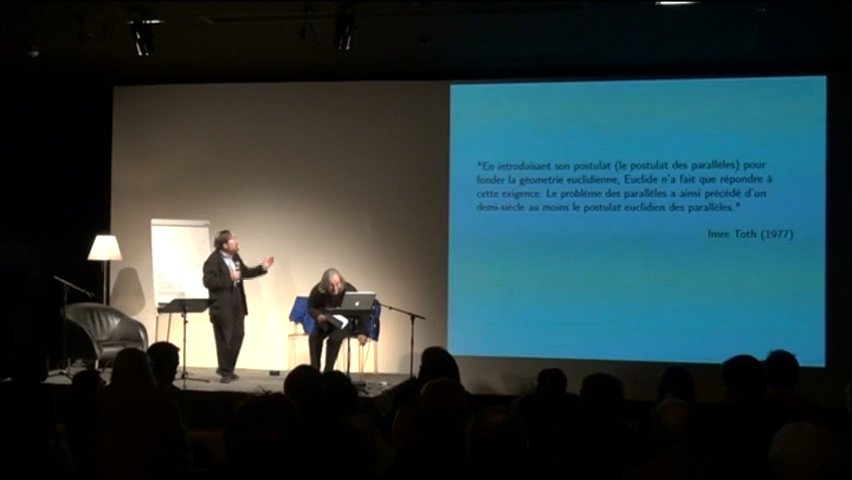 "En introduisant son postulat (le postulat des parallèles) pour
fonder la géometrie euclidienne, Euclide n'a fait que répondre à
cette exigence. Le problème des parallèles a ainsi précédé d'un
demi-siècle au moins le postulat euclidien des parallèles."
Imre Toth (1977)